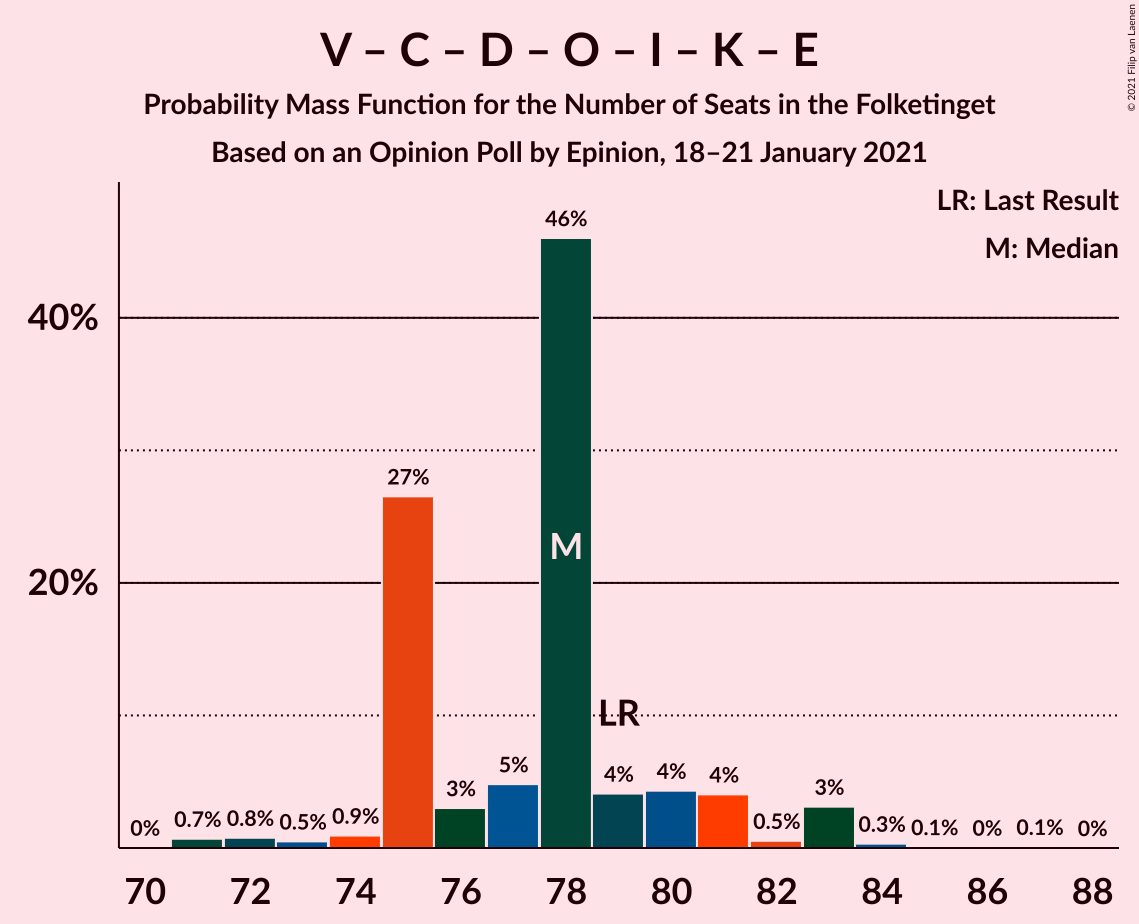 V – C – D – O – I – K – E
Probability Mass Function for the Number of Seats in the Folketinget
Based on an Opinion Poll by Epinion, 18–21 January 2021
© 2021 Filip van Laenen
LR: Last Result
M: Median
46%
40%
27%
M
20%
LR
5%
4%
4%
4%
3%
3%
0%
0.7%
0.8%
0.5%
0.9%
0.5%
0.3%
0.1%
0%
0.1%
0%
70 72 74 76 78 80 82 84 86 88